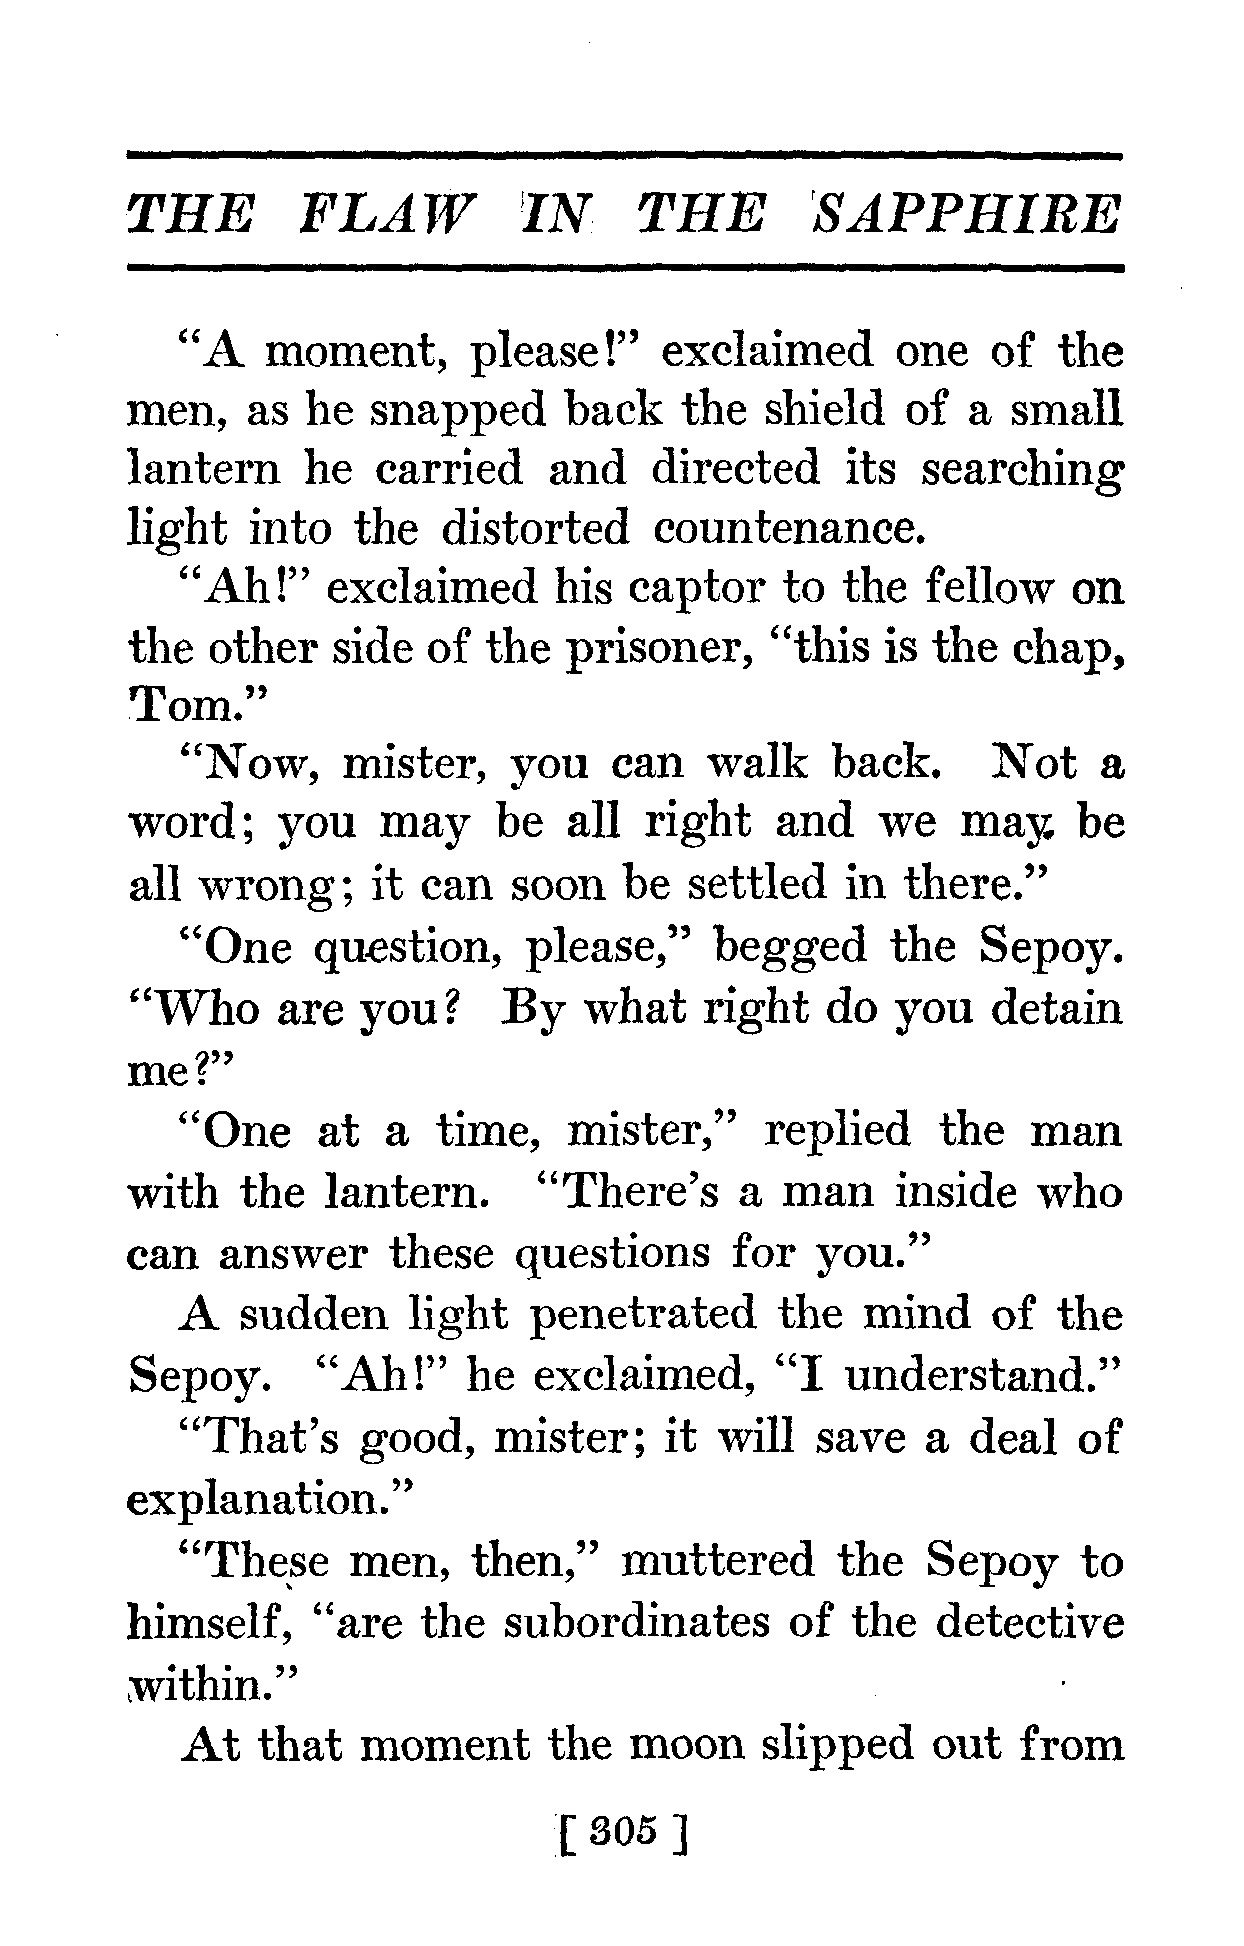 THE FLAW IN THE SAPPHIRE
"A moment, please!" exclaimed one of the
men, as he snapped back the shield of a small
lantern he carried and directed its searching
light into the distorted countenance.
"Ah!" exclaimed his captor to the fellow on
the other side of the prisoner, "this is the chap,
Tom."
"Now, mister, you can walk back. Not a
word; you may be all right and we may be
all wrong; it can soon be settled in there."
"One question, please," begged the Sepoy.
"Who are you? By what right do you detain
me?"
"One at a time, mister," replied the man
with the lantern. "There's a man inside who
can answer these questions for you."
A sudden light penetrated the mind of the
Sepoy. "Ah!" he exclaimed, "I understand."
"That's good, mister; it will save a deal of
explanation."
"These men, then," muttered the Sepoy to
himself, "are the subordinates of the detective
within."
At that moment the moon slipped out from
[ 305 ]